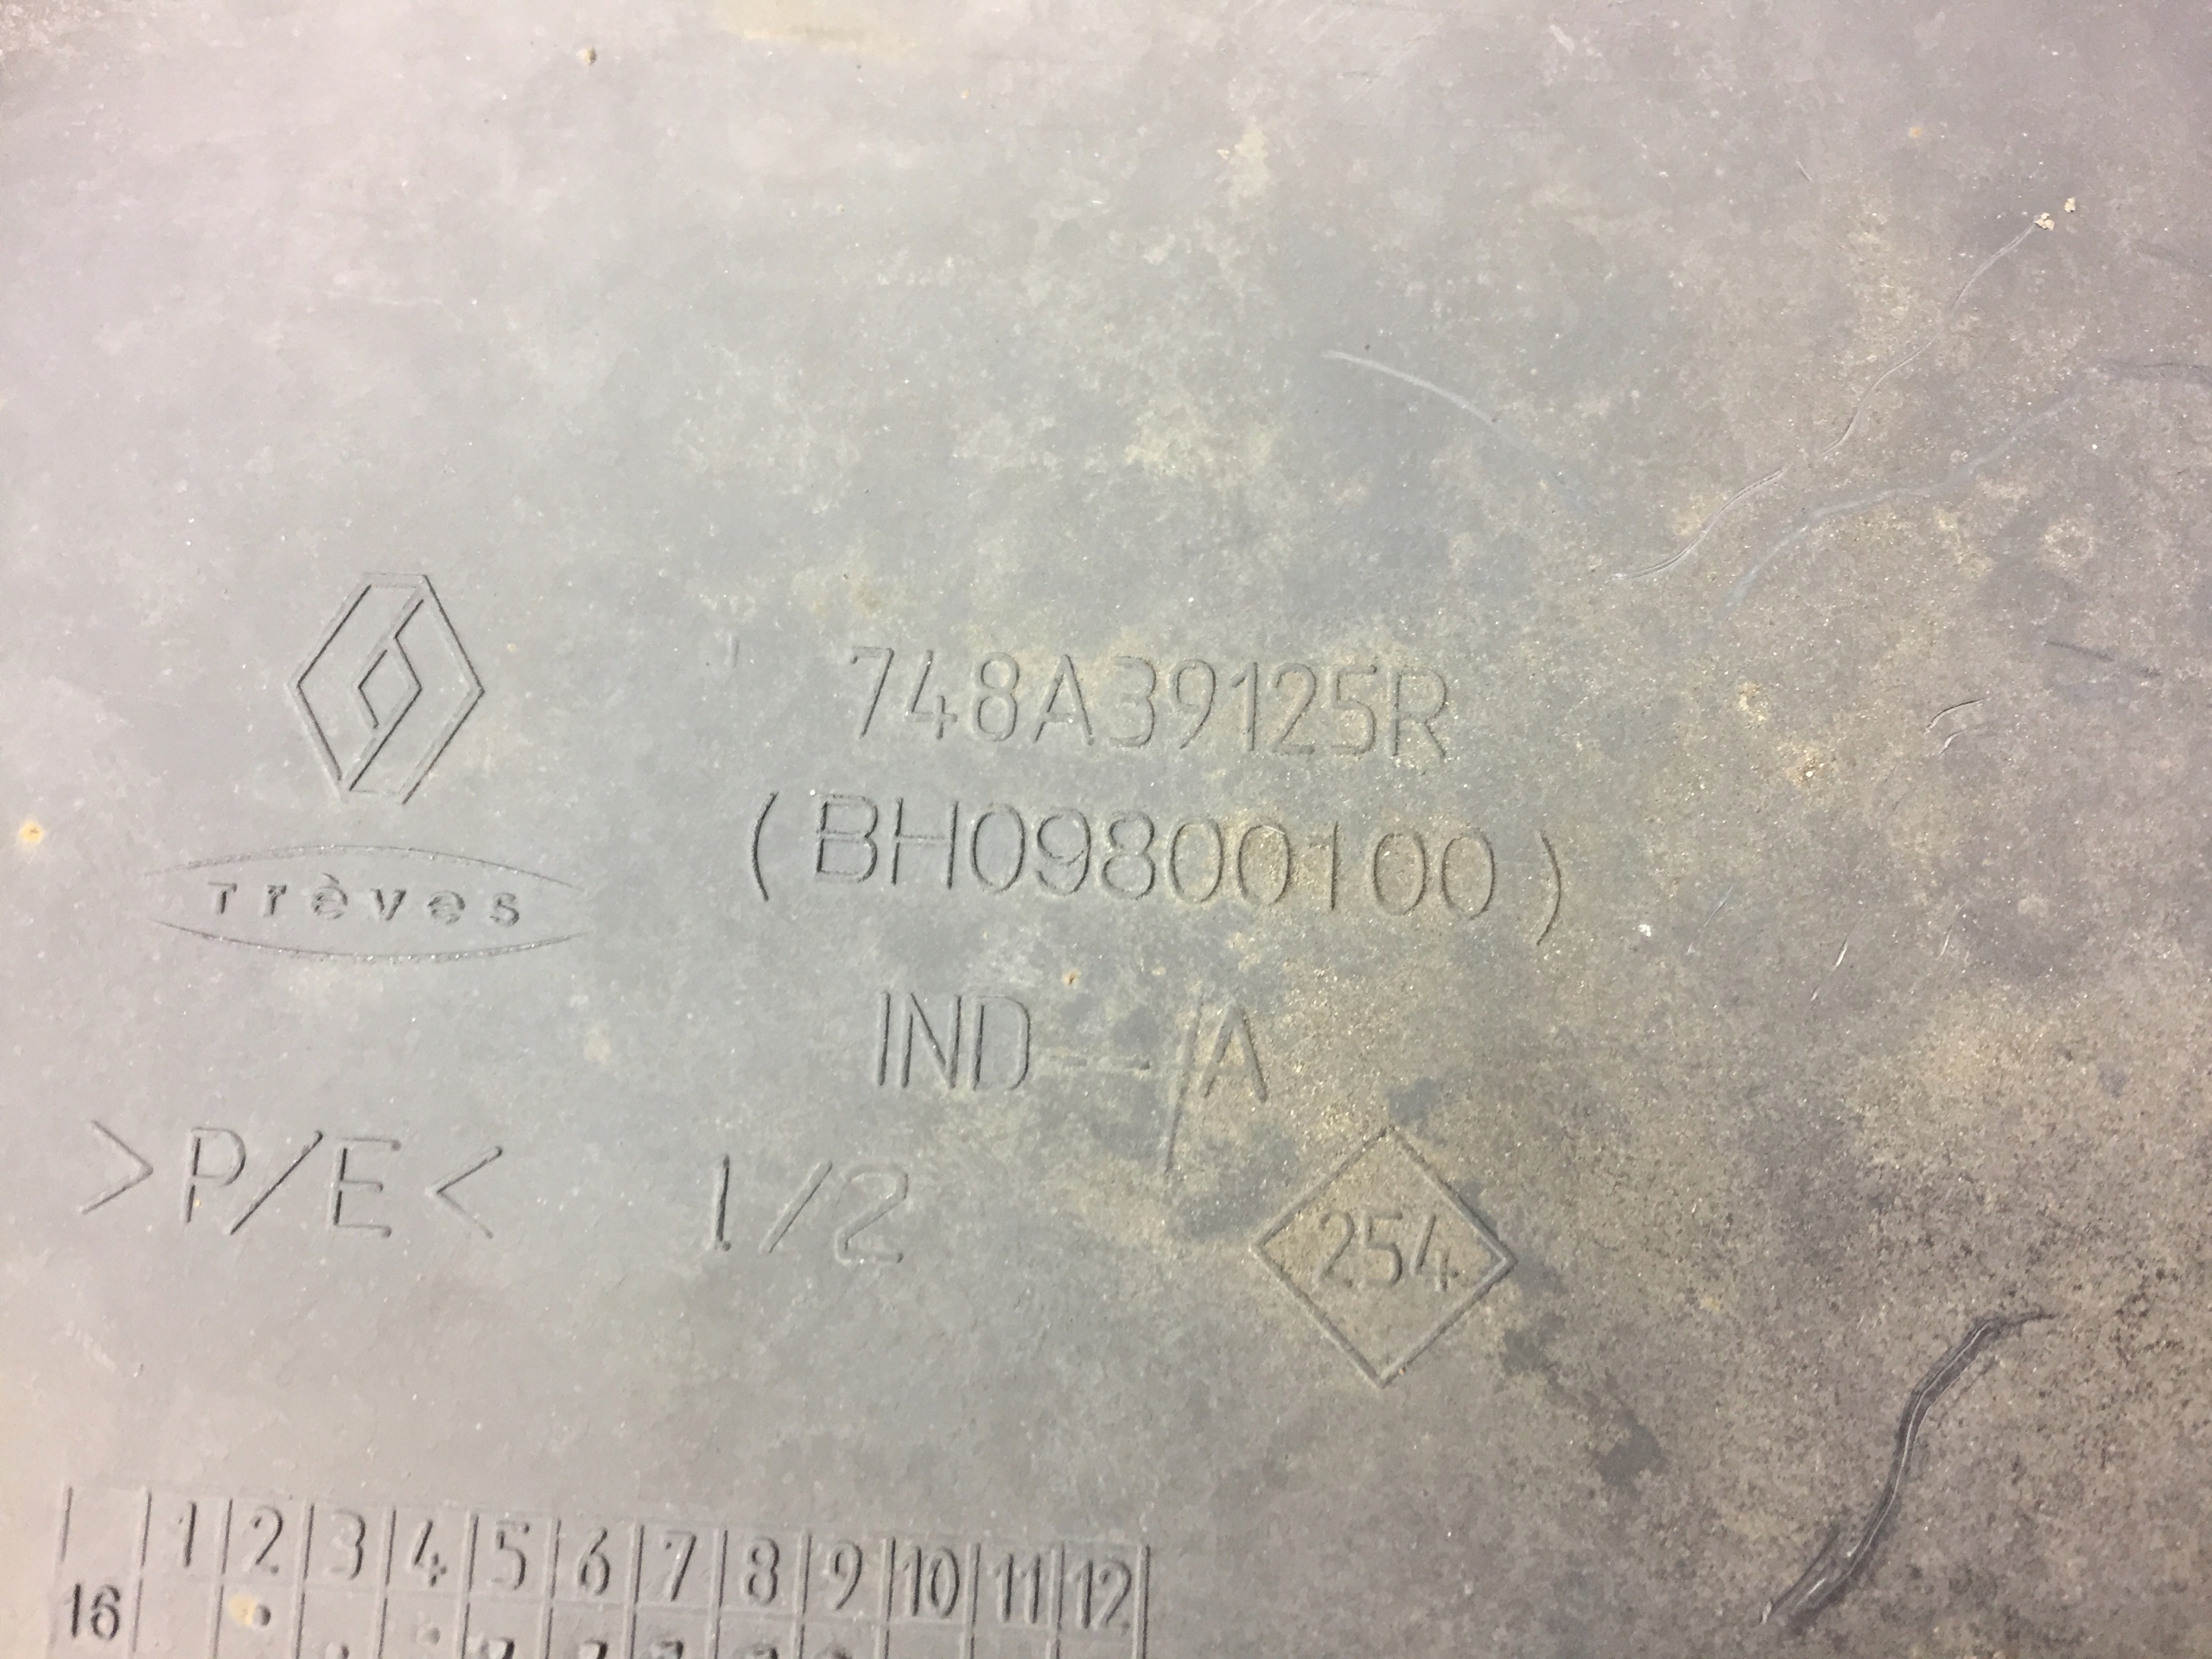 748A39125R
(BH09800100)
Trèves
IND--/A
>P/E< 1/2
254
1 2 3 4 5 6 7 8 9 10 11 12
16